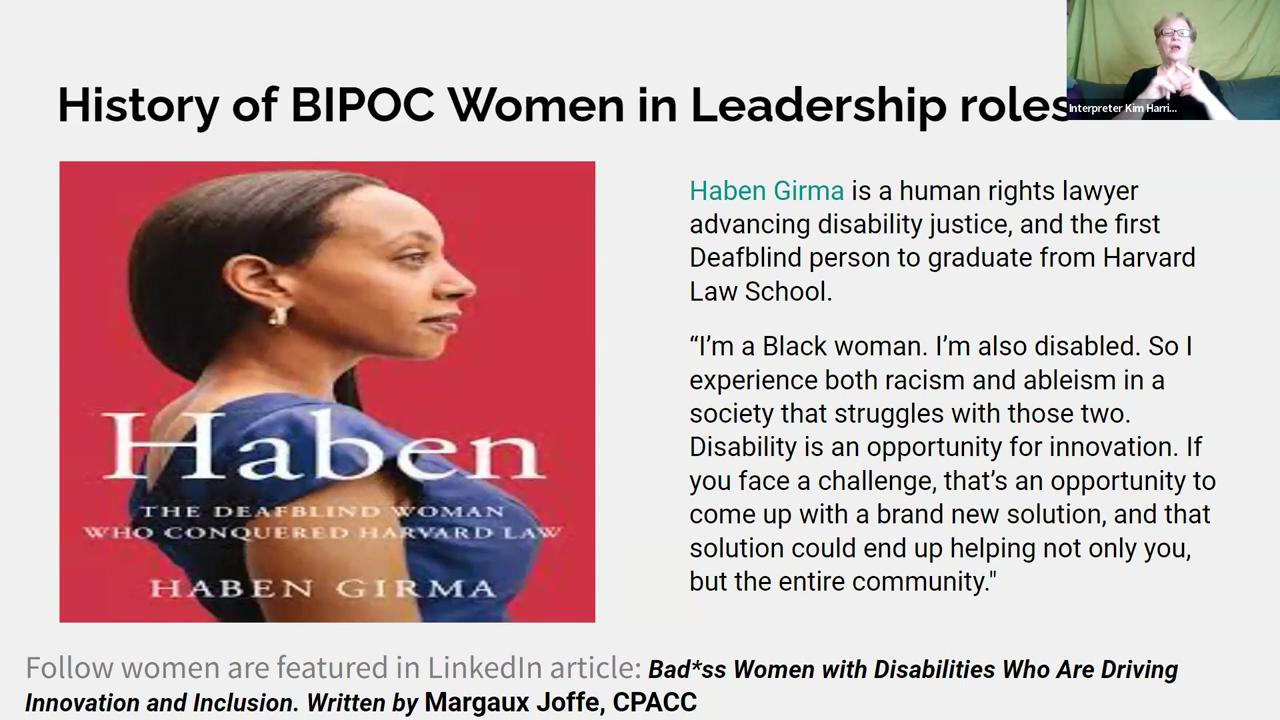 History of BIPOC Women in Leadership roles
Interpreter Kim Harri...
Haben
THE DEAFBLIND WOMAN
WHO CONQUERED HARVARD LAW
HABEN GIRMA
Haben Girma is a human rights lawyer
advancing disability justice, and the first
Deafblind person to graduate from Harvard
Law School.
“I’m a Black woman. I’m also disabled. So I
experience both racism and ableism in a
society that struggles with those two.
Disability is an opportunity for innovation. If
you face a challenge, that’s an opportunity to
come up with a brand new solution, and that
solution could end up helping not only you,
but the entire community."
Follow women are featured in LinkedIn article: Bad*ss Women with Disabilities Who Are Driving
Innovation and Inclusion. Written by Margaux Joffe, CPACC